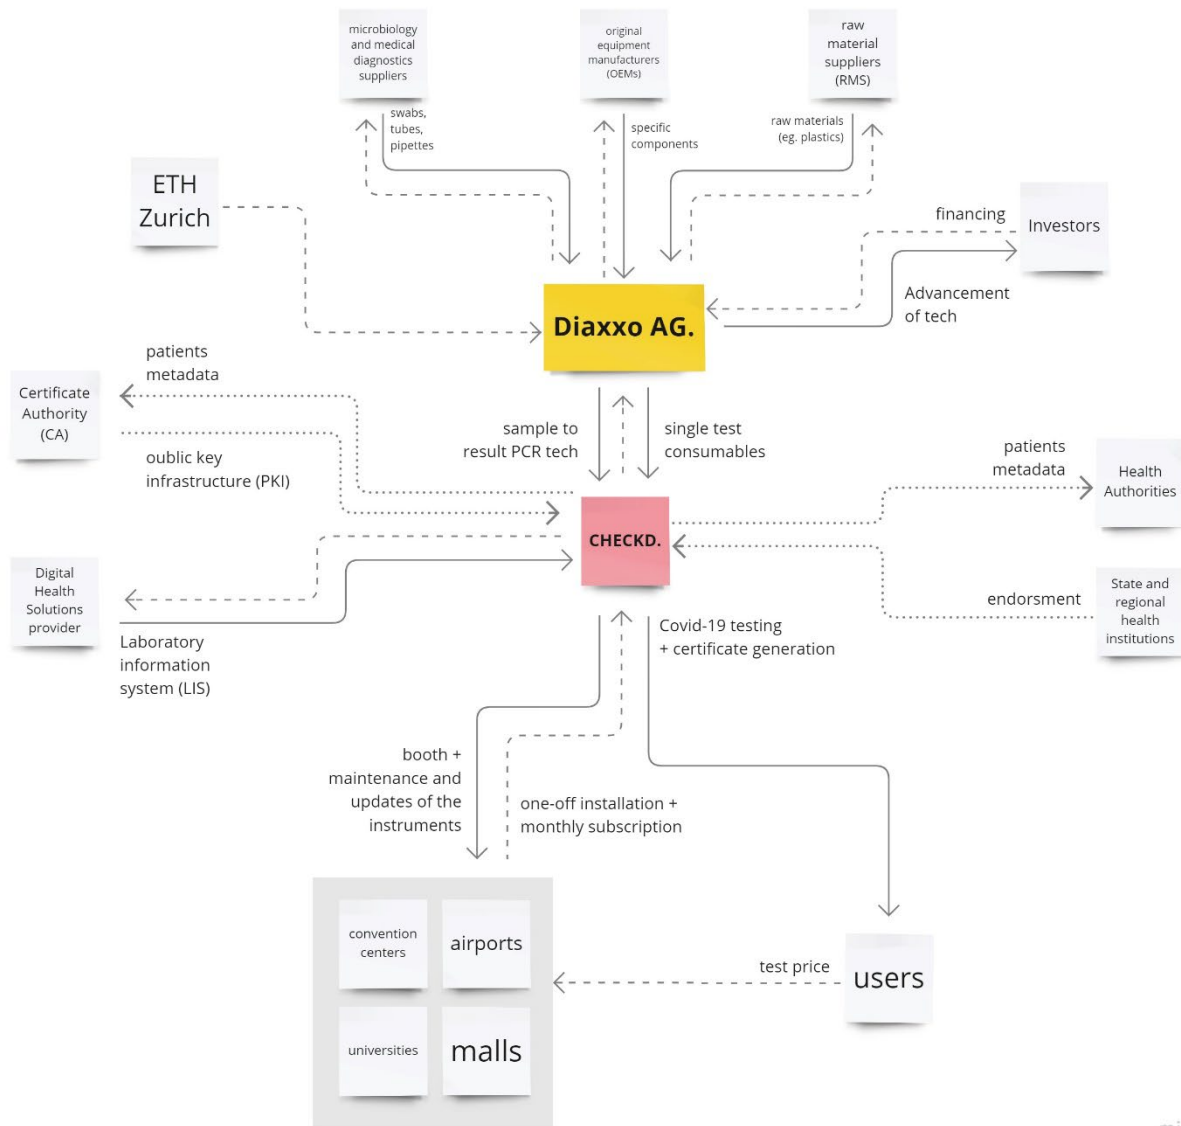 microbiology
and medical
diagnostics
suppliers
original
equipment
manufacturers
(OEMs)
raw
material
suppliers
(RMS)
swabs,
tubes,
pipettes
specific
components
raw materials
(eg. plastics)
ETH
Zurich
financing
Investors
Advancement
of tech
Diaxxo AG.
patients
metadata
Certificate
Authority
(CA)
oublic key
infrastructure (PKI)
sample to
result PCR tech
single test
consumables
patients
metadata
Health
Authorities
CHECKD.
Digital
Health
Solutions
provider
Laboratory
information
system (LIS)
endorsment
State and
regional
health
institutions
Covid-19 testing
+ certificate generation
booth +
maintenance and
updates of the
instruments
one-off installation +
monthly subscription
convention
centers
airports
universities
malls
test price
users